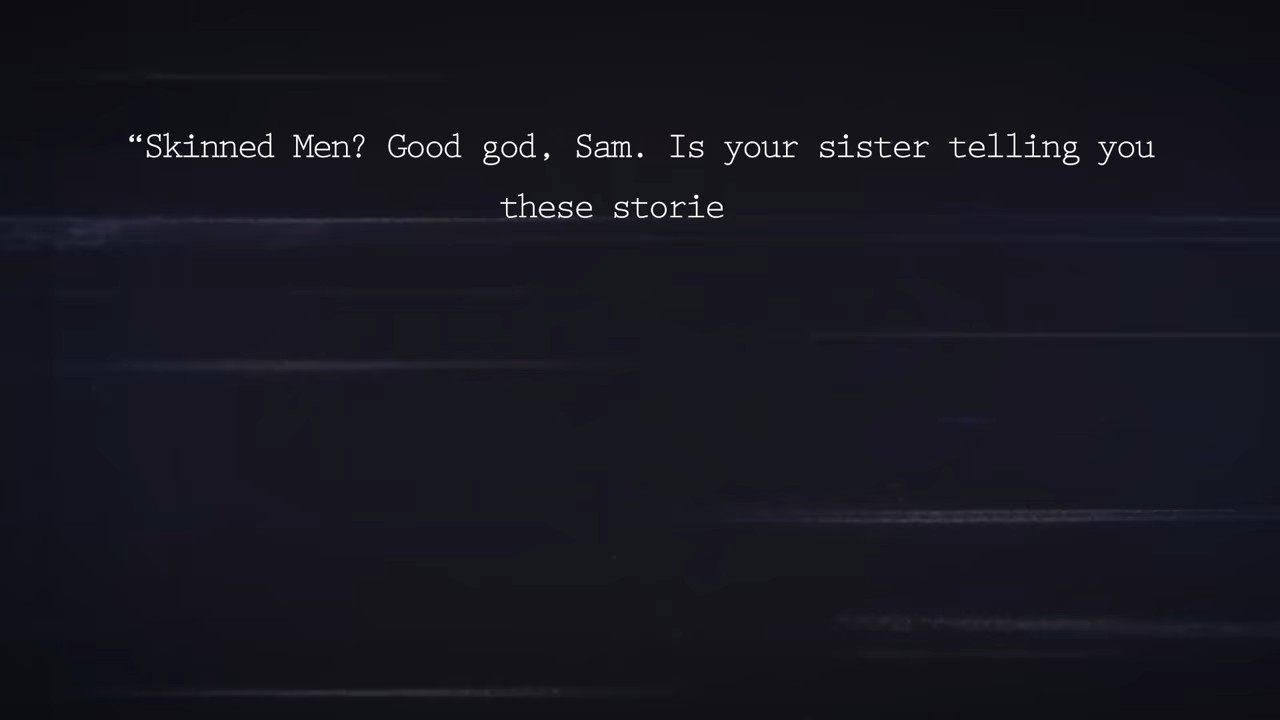 “Skinned Men? Good god, Sam. Is your sister telling you
these storie